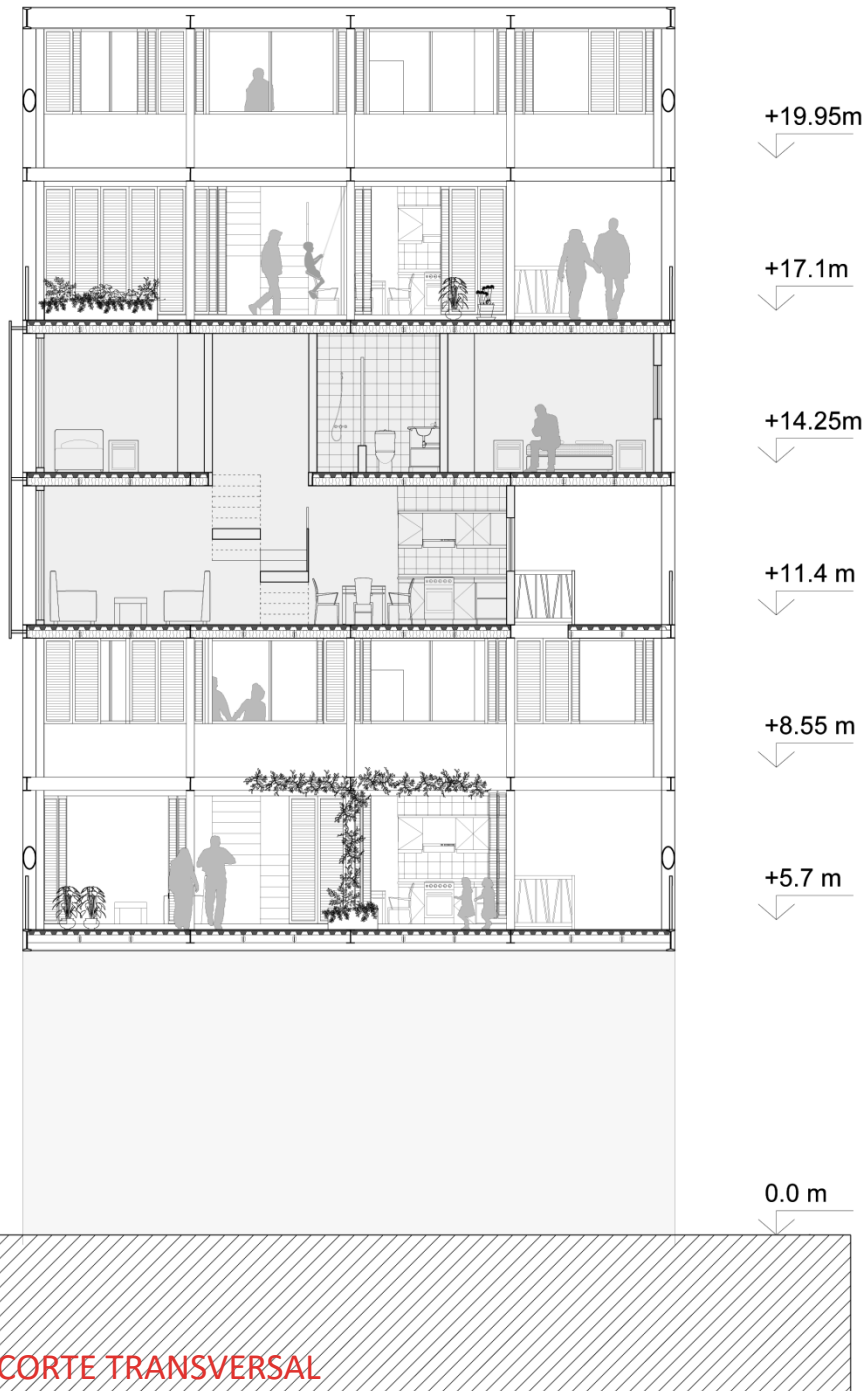 +19.95m
+17.1m
+14.25m
+11.4 m
+8.55 m
+5.7 m
0.0 m
CORTE TRANSVERSAL